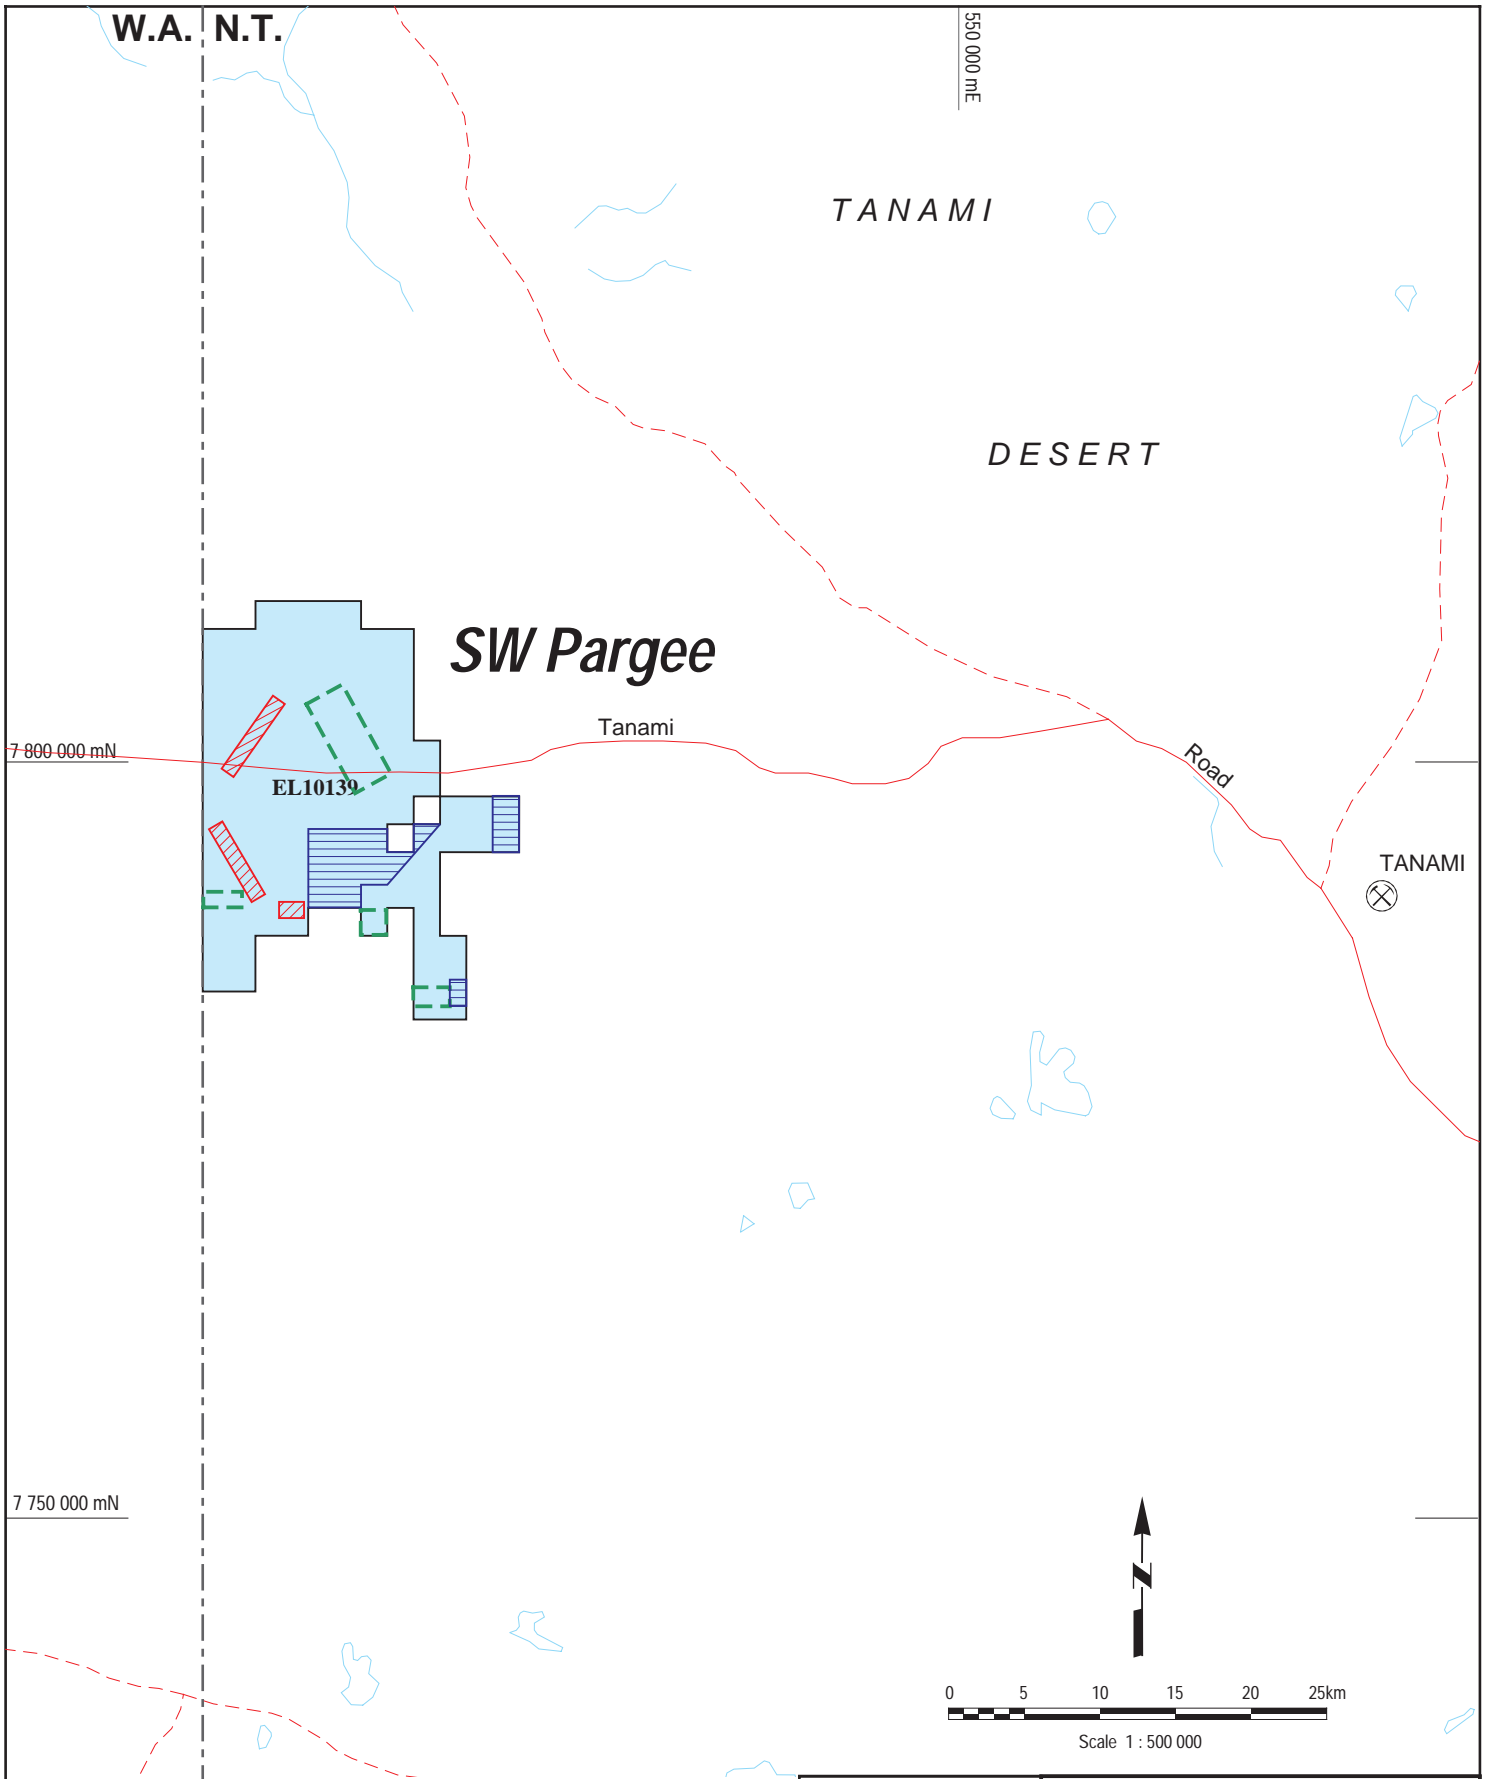 W.A. N.T.
550 000 mE
TANAMI
DESERT
SW Pargee
Tanami
7 800 000 mN
Road
EL10139
TANAMI
7 750 000 mN
N
0 5 10 15 20 25km
Scale 1 : 500 000